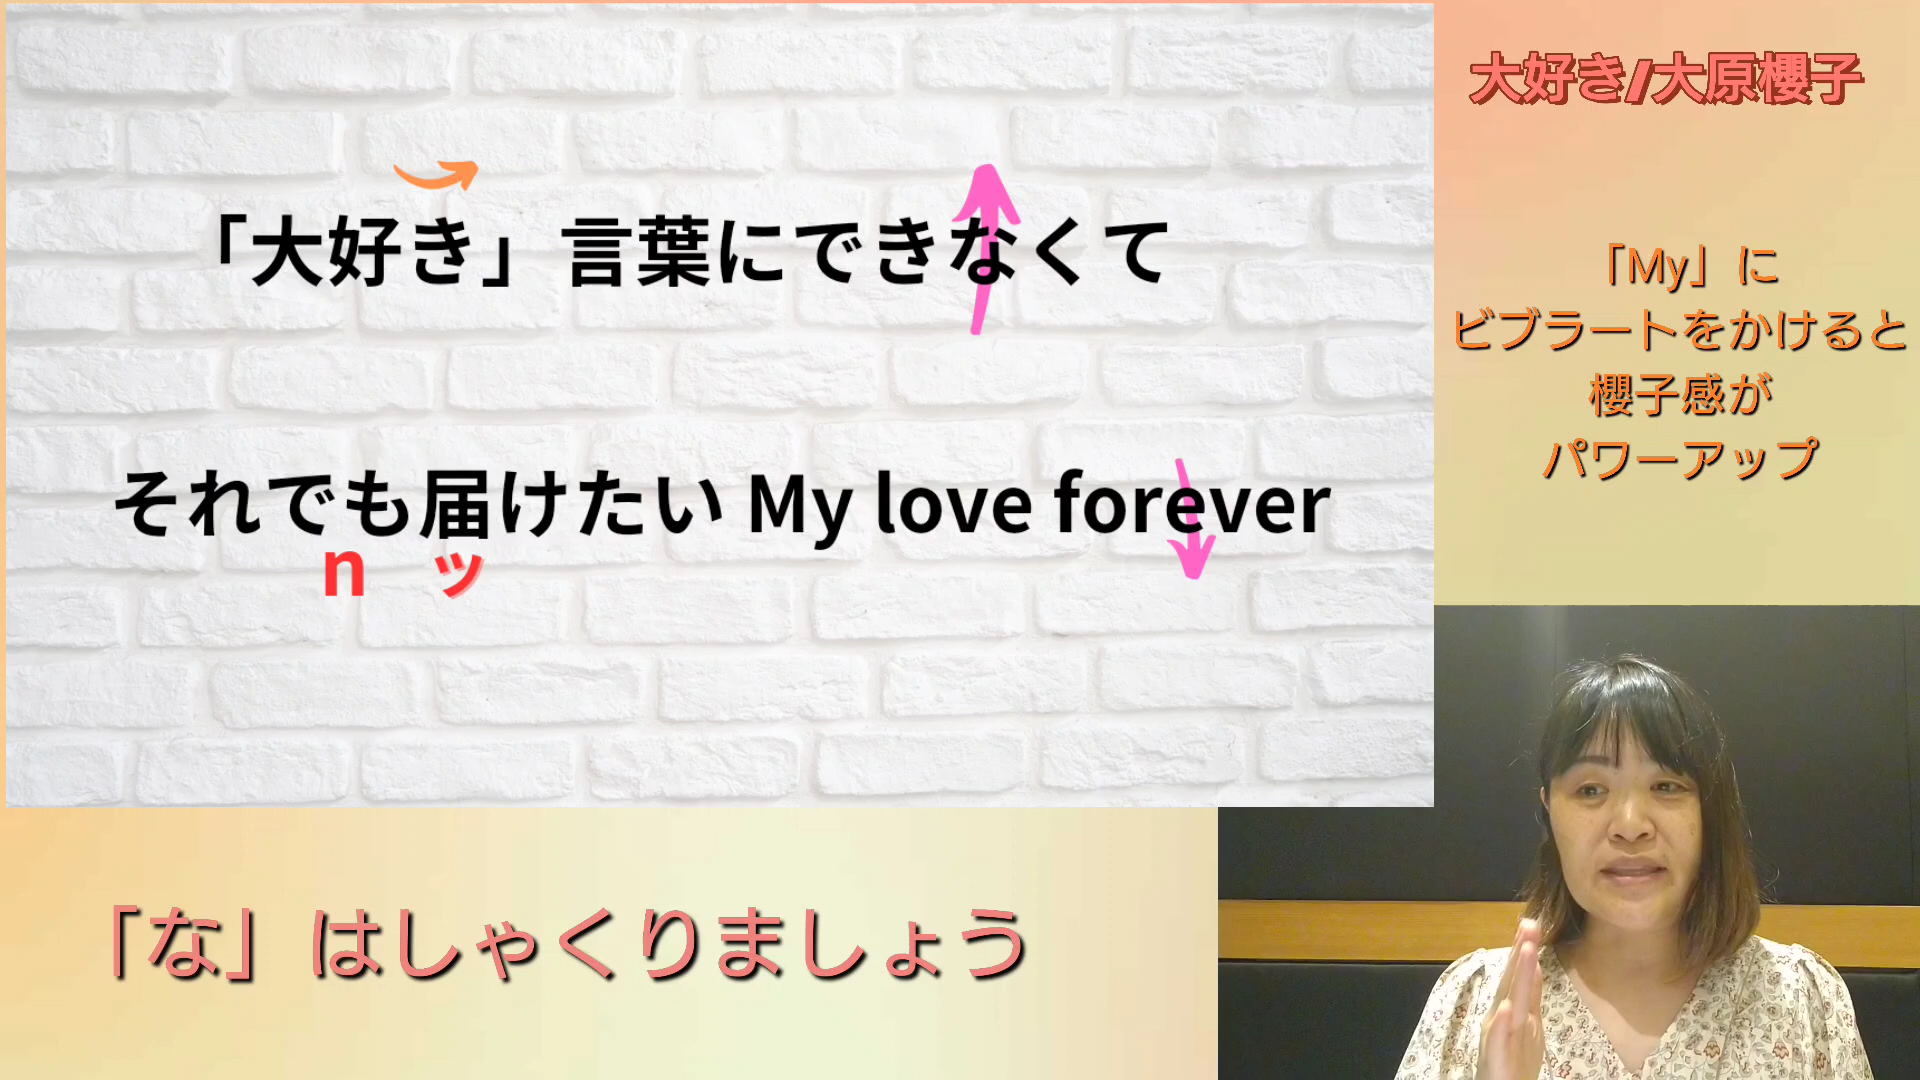 大好き/大原櫻子
「大好き」言葉にできなくて
それでも届けたい My love forever
n ッ
「My」に
ビブラートをかけると
櫻子感が
パワーアップ
「な」はしゃくりましょう